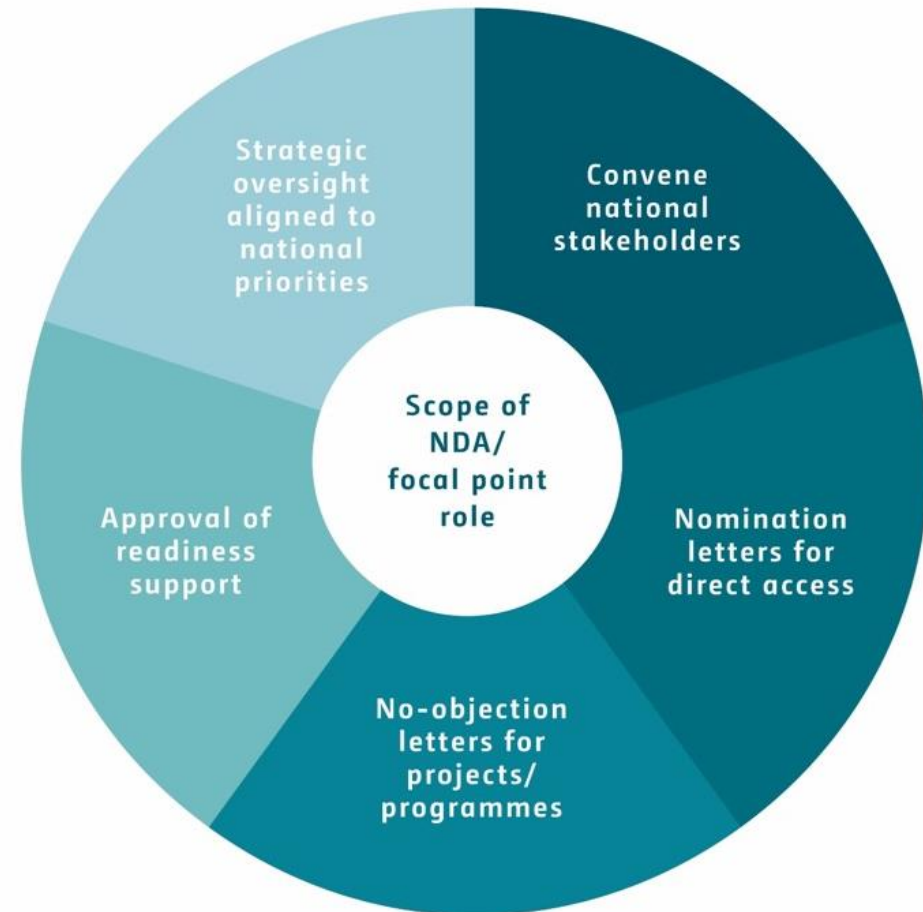 Strategic
oversight
aligned to
national
priorities
Convene
national
stakeholders
Scope of
NDA/
focal point
role
Approval of
readiness
support
Nomination
letters for
direct access
No-objection
letters for
projects/
programmes